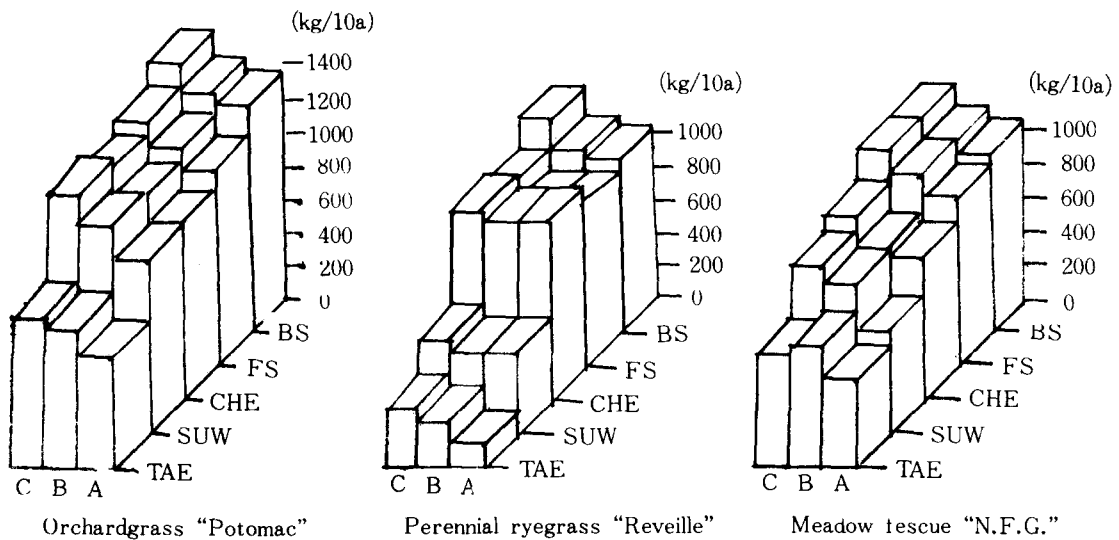 (kg/10a)
1400
1200
1000
800
600
400
200
0
BS
FS
CHE
SUW
TAE
C B A
Orchardgrass “Potomac”
(kg/10a)
1000
800
600
400
200
0
BS
FS
CHE
SUW
TAE
C B A
Perennial ryegrass “Reveille”
(kg/10a)
1000
800
600
400
200
0
BS
FS
CHE
SUW
TAE
C B A
Meadow tescue “N.F.G.”